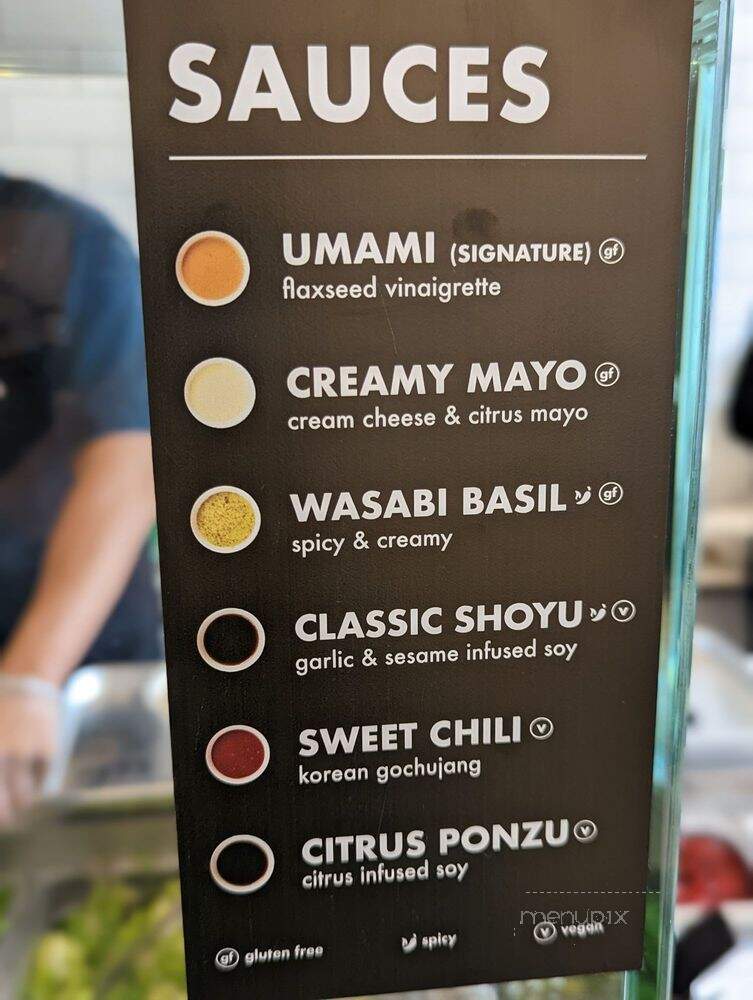 SAUCES
UMAMI (SIGNATURE) gf
flaxseed vinaigrette
CREAMY MAYO gf
cream cheese & citrus mayo
WASABI BASIL gf
spicy & creamy
CLASSIC SHOYU v
garlic & sesame infused soy
SWEET CHILI v
korean gochujang
CITRUS PONZU v
citrus infused soy
menupix
gf gluten free spicy v vegan